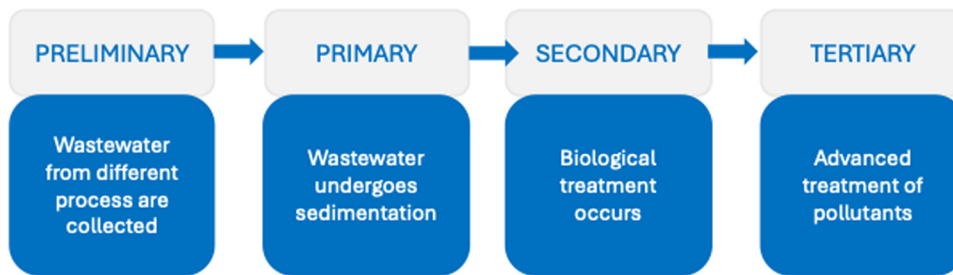 PRELIMINARY
PRIMARY
SECONDARY
TERTIARY
Wastewater
from different
process are
collected
Wastewater
undergoes
sedimentation
Biological
treatment
occurs
Advanced
treatment of
pollutants